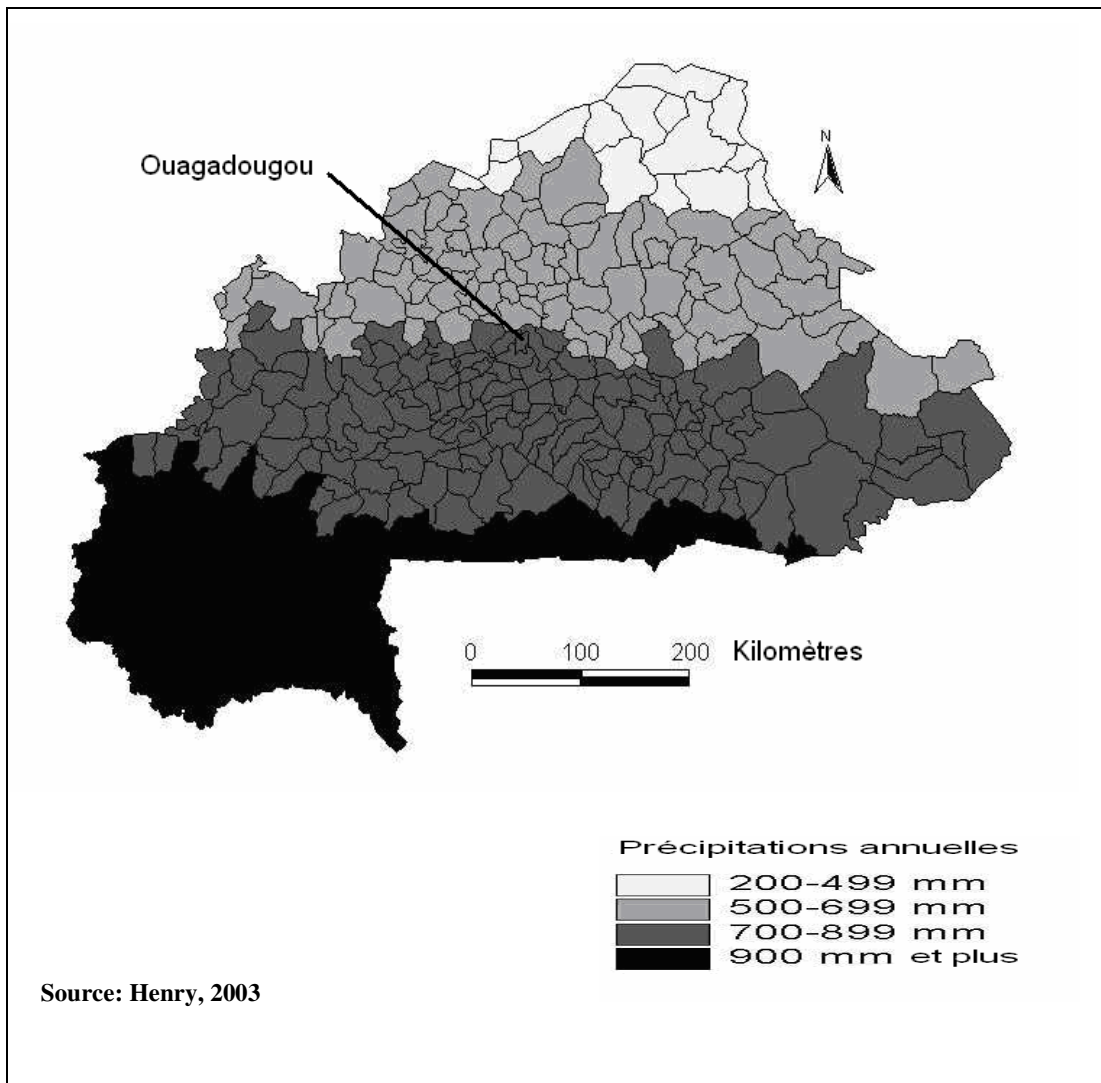 N
Ouagadougou
0 100 200 Kilomètres
Précipitations annuelles
200-499 mm
500-699 mm
700-899 mm
900 mm et plus
Source: Henry, 2003